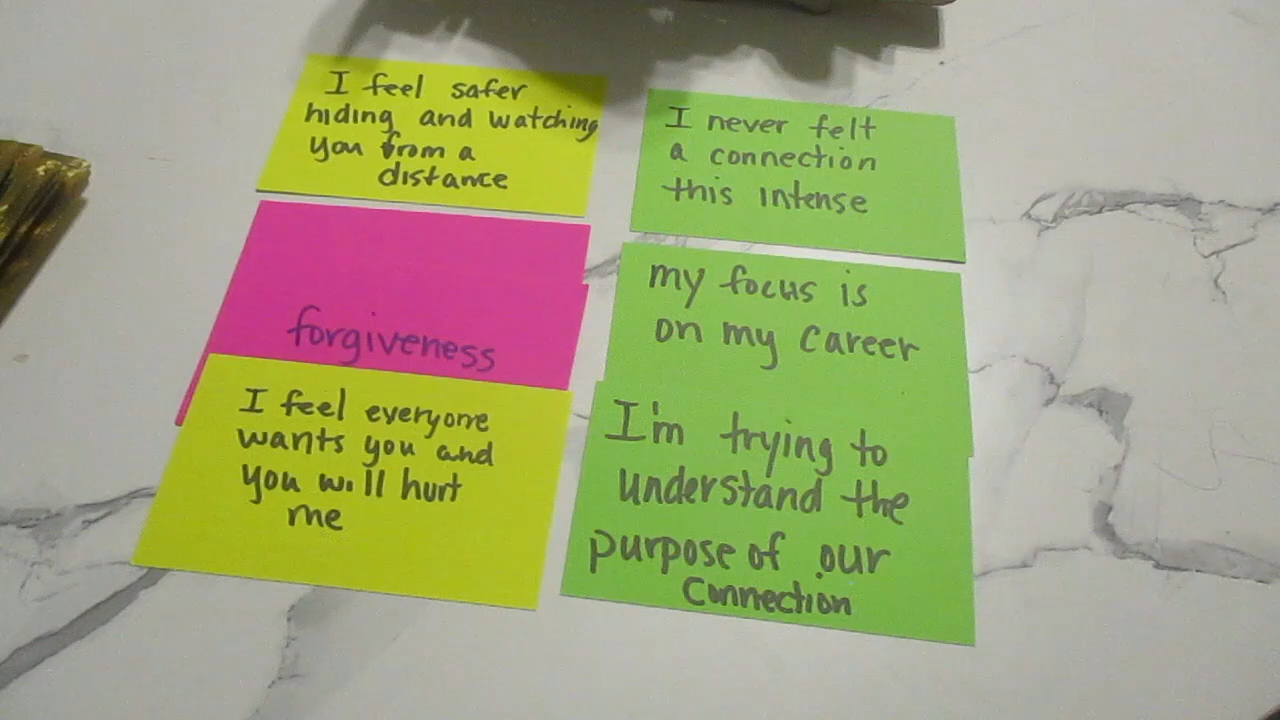 I feel safer
hiding and watching
you from a
distance
forgiveness
I feel everyone
wants you and
you will hurt
me
I never felt
a connection
this intense
my focus is
on my career
I'm trying to
understand the
purpose of our
Connection